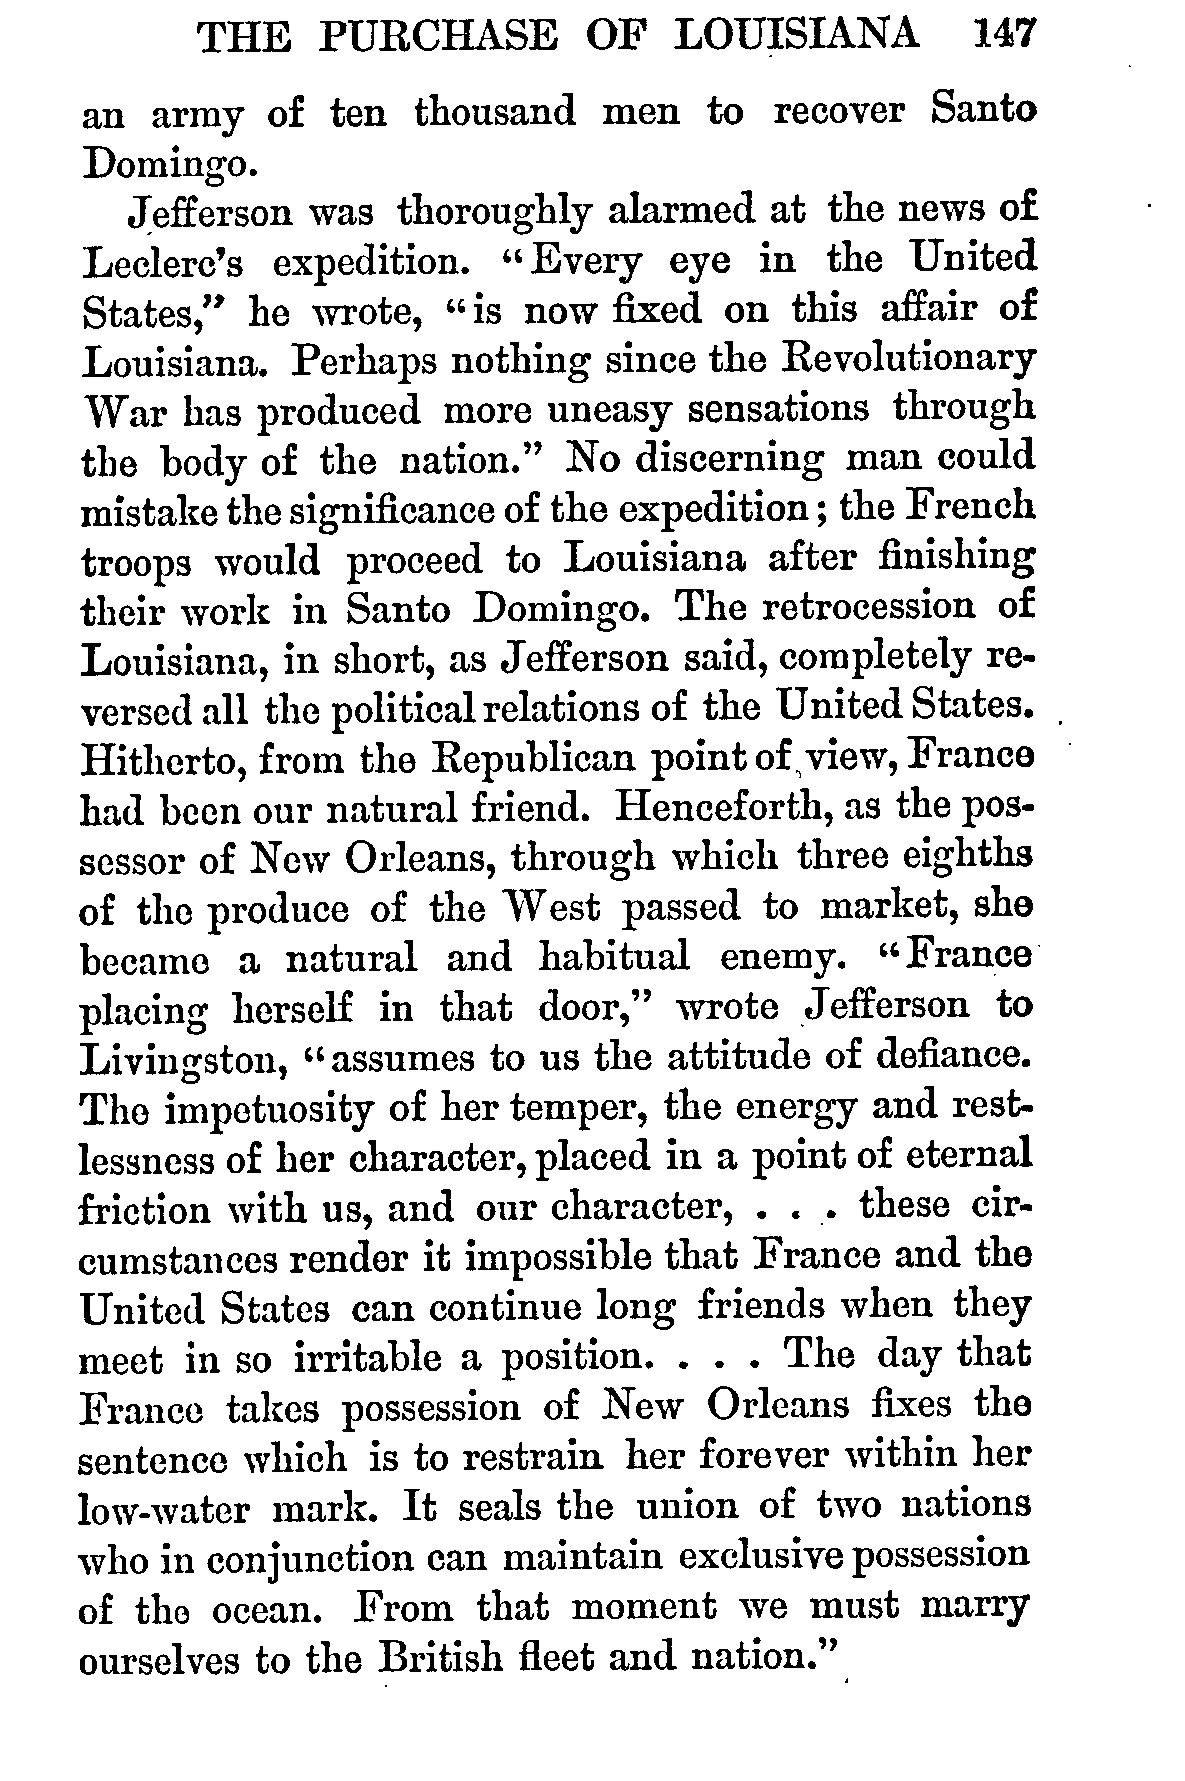 THE PURCHASE OF LOUISIANA 147
an army of ten thousand men to recover Santo
Domingo.
Jefferson was thoroughly alarmed at the news of
Leclerc's expedition. "Every eye in the United
States," he wrote, "is now fixed on this affair of
Louisiana. Perhaps nothing since the Revolutionary
War has produced more uneasy sensations through
the body of the nation." No discerning man could
mistake the significance of the expedition; the French
troops would proceed to Louisiana after finishing
their work in Santo Domingo. The retrocession of
Louisiana, in short, as Jefferson said, completely re-
versed all the political relations of the United States.
Hitherto, from the Republican point of view, France
had been our natural friend. Henceforth, as the pos-
sessor of New Orleans, through which three eighths
of the produce of the West passed to market, she
became a natural and habitual enemy. "France
placing herself in that door," wrote Jefferson to
Livingston, "assumes to us the attitude of defiance.
The impetuosity of her temper, the energy and rest-
lessness of her character, placed in a point of eternal
friction with us, and our character, . . . these cir-
cumstances render it impossible that France and the
United States can continue long friends when they
meet in so irritable a position. . . . The day that
France takes possession of New Orleans fixes the
sentence which is to restrain her forever within her
low-water mark. It seals the union of two nations
who in conjunction can maintain exclusive possession
of the ocean. From that moment we must marry
ourselves to the British fleet and nation."